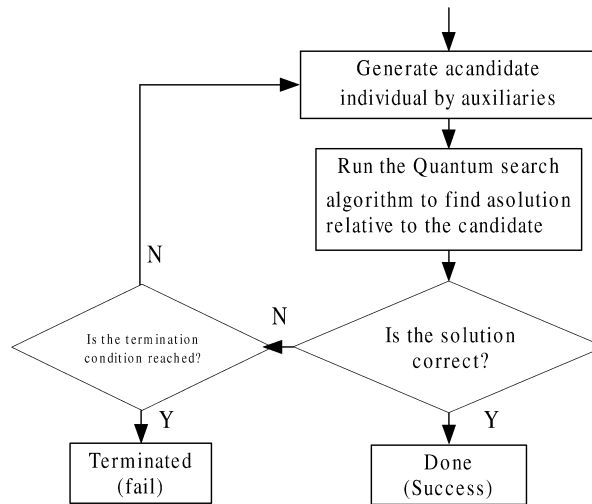 Generate acandidate
individual by auxiliaries
Run the Quantum search
algorithm to find asolution
relative to the candidate
N
N
Is the termination
condition reached?
Is the solution
correct?
Y
Y
Terminated
(fail)
Done
(Success)